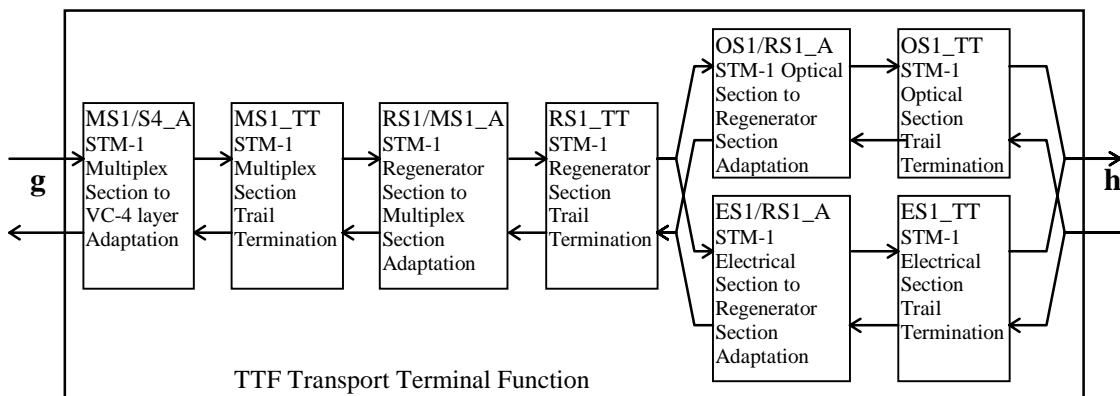 g
MS1/S4_A
STM-1
Multiplex
Section to
VC-4 layer
Adaptation
MS1_TT
STM-1
Multiplex
Section
Trail
Termination
RS1/MS1_A
STM-1
Regenerator
Section to
Multiplex
Section
Adaptation
RS1_TT
STM-1
Regenerator
Section
Trail
Termination
OS1/RS1_A
STM-1 Optical
Section to
Regenerator
Section
Adaptation
OS1_TT
STM-1
Optical
Section
Trail
Termination
ES1/RS1_A
STM-1
Electrical
Section to
Regenerator
Section
Adaptation
ES1_TT
STM-1
Electrical
Section
Trail
Termination
h
TTF Transport Terminal Function